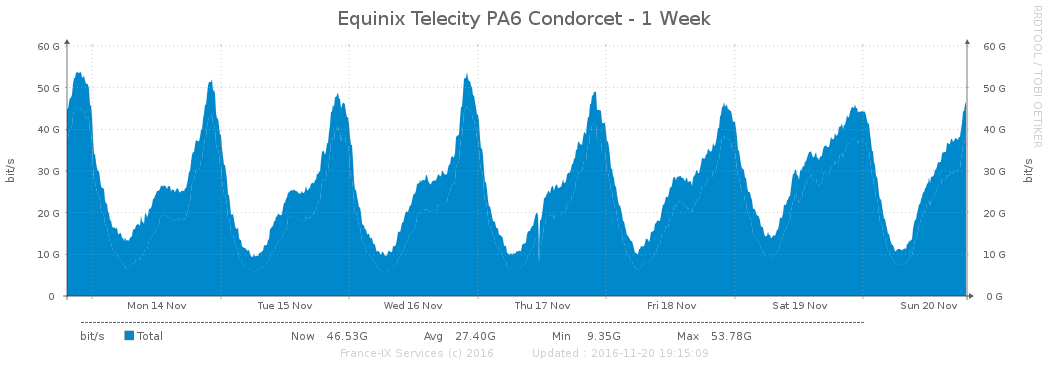 Equinix Telecity PA6 Condorcet - 1 Week
RRDTOOL / TOBI OETIKER
60 G 60 G
50 G 50 G
40 G 40 G
30 G 30 G
20 G 20 G
10 G 10 G
0 0 G
bit/s
bit/s
Mon 14 Nov Tue 15 Nov Wed 16 Nov Thu 17 Nov Fri 18 Nov Sat 19 Nov Sun 20 Nov
bit/s Total Now 46.53G Avg 27.40G Min 9.35G Max 53.78G
France-IX Services (c) 2016 Updated : 2016-11-20 19:15:09